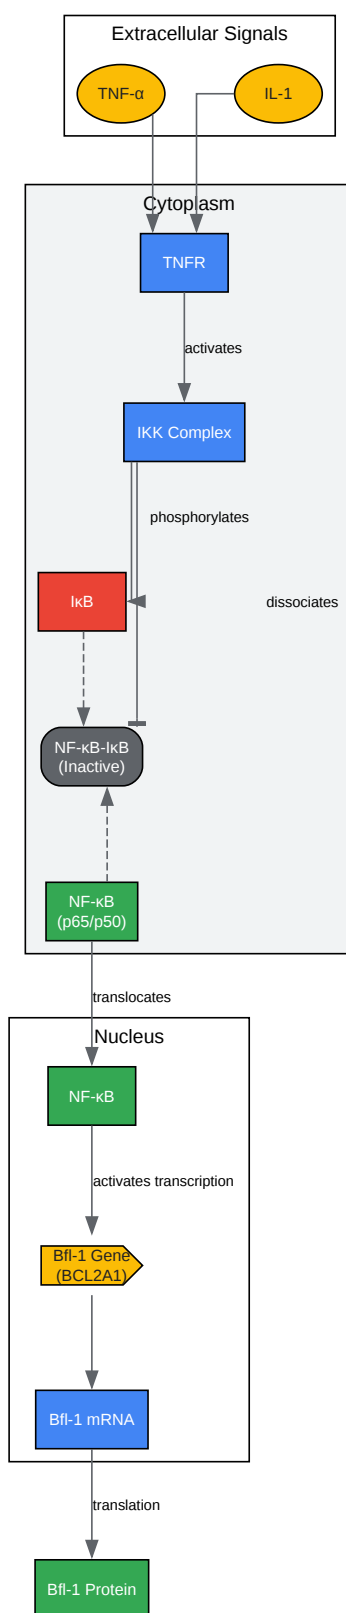 Extracellular Signals
TNF-α
IL-1
Cytoplasm
TNFR
activates
IKK Complex
phosphorylates
IκB
dissociates
NF-κB-IκB
(Inactive)
NF-κB
(p65/p50)
translocates
Nucleus
NF-κB
activates transcription
Bfl-1 Gene
(BCL2A1)
Bfl-1 mRNA
translation
Bfl-1 Protein